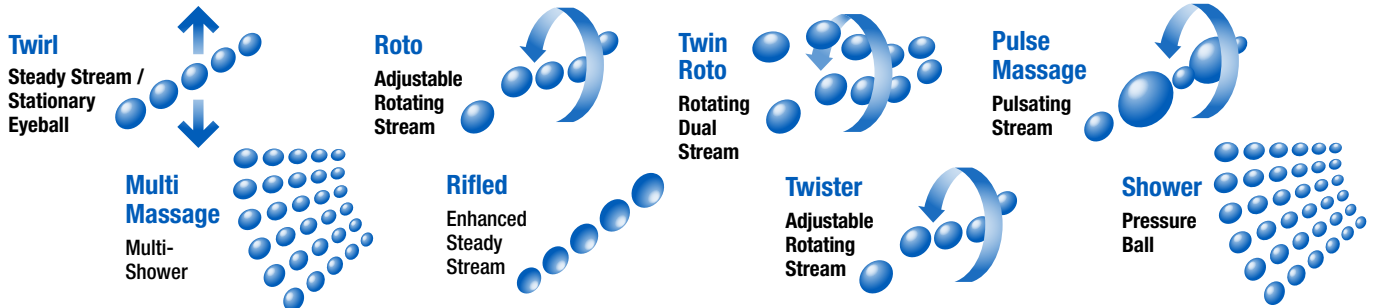 Twirl
Steady Stream /
Stationary
Eyeball
Roto
Adjustable
Rotating
Stream
Twin
Roto
Rotating
Dual
Stream
Pulse
Massage
Pulsating
Stream
Multi
Massage
Multi-
Shower
Rifled
Enhanced
Steady
Stream
Twister
Adjustable
Rotating
Stream
Shower
Pressure
Ball